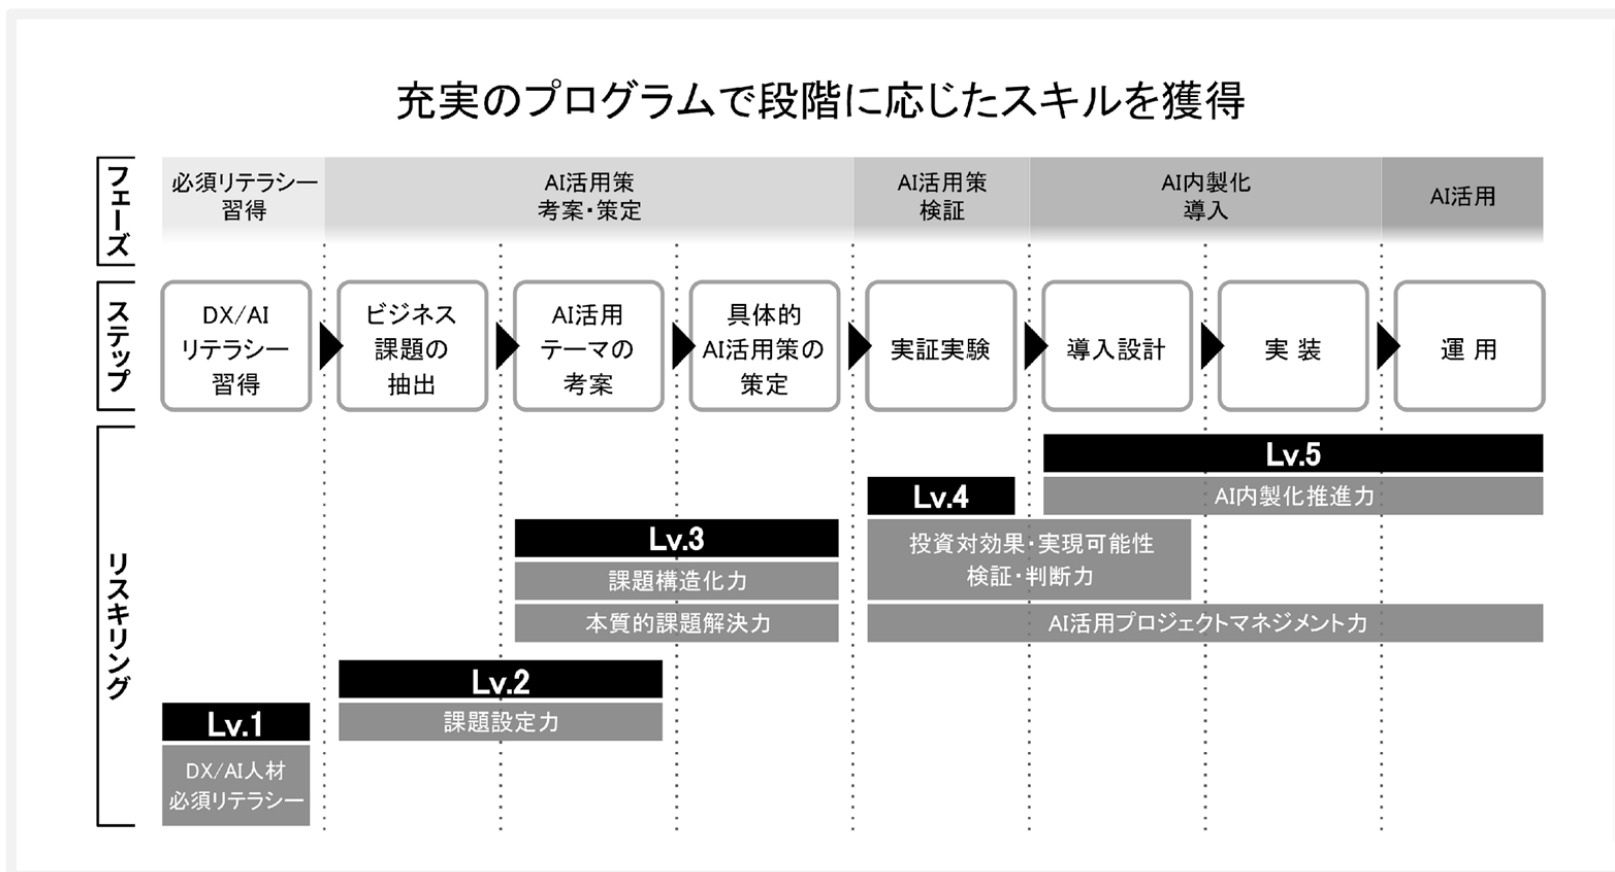 充実のプログラムで段階に応じたスキルを獲得
フェーズ
必須リテラシー
習得
AI活用策
考案・策定
AI活用策
検証
AI内製化
導入
AI活用
ステップ
DX/AI
リテラシー
習得
ビジネス
課題の
抽出
AI活用
テーマの
考案
具体的
AI活用策の
策定
実証実験
導入設計
実 装
運 用
リスキリング
Lv.1
DX/AI人材
必須リテラシー
Lv.2
課題設定力
Lv.3
課題構造化力
本質的課題解決力
Lv.4
投資対効果・実現可能性
検証・判断力
AI活用プロジェクトマネジメント力
Lv.5
AI内製化推進力